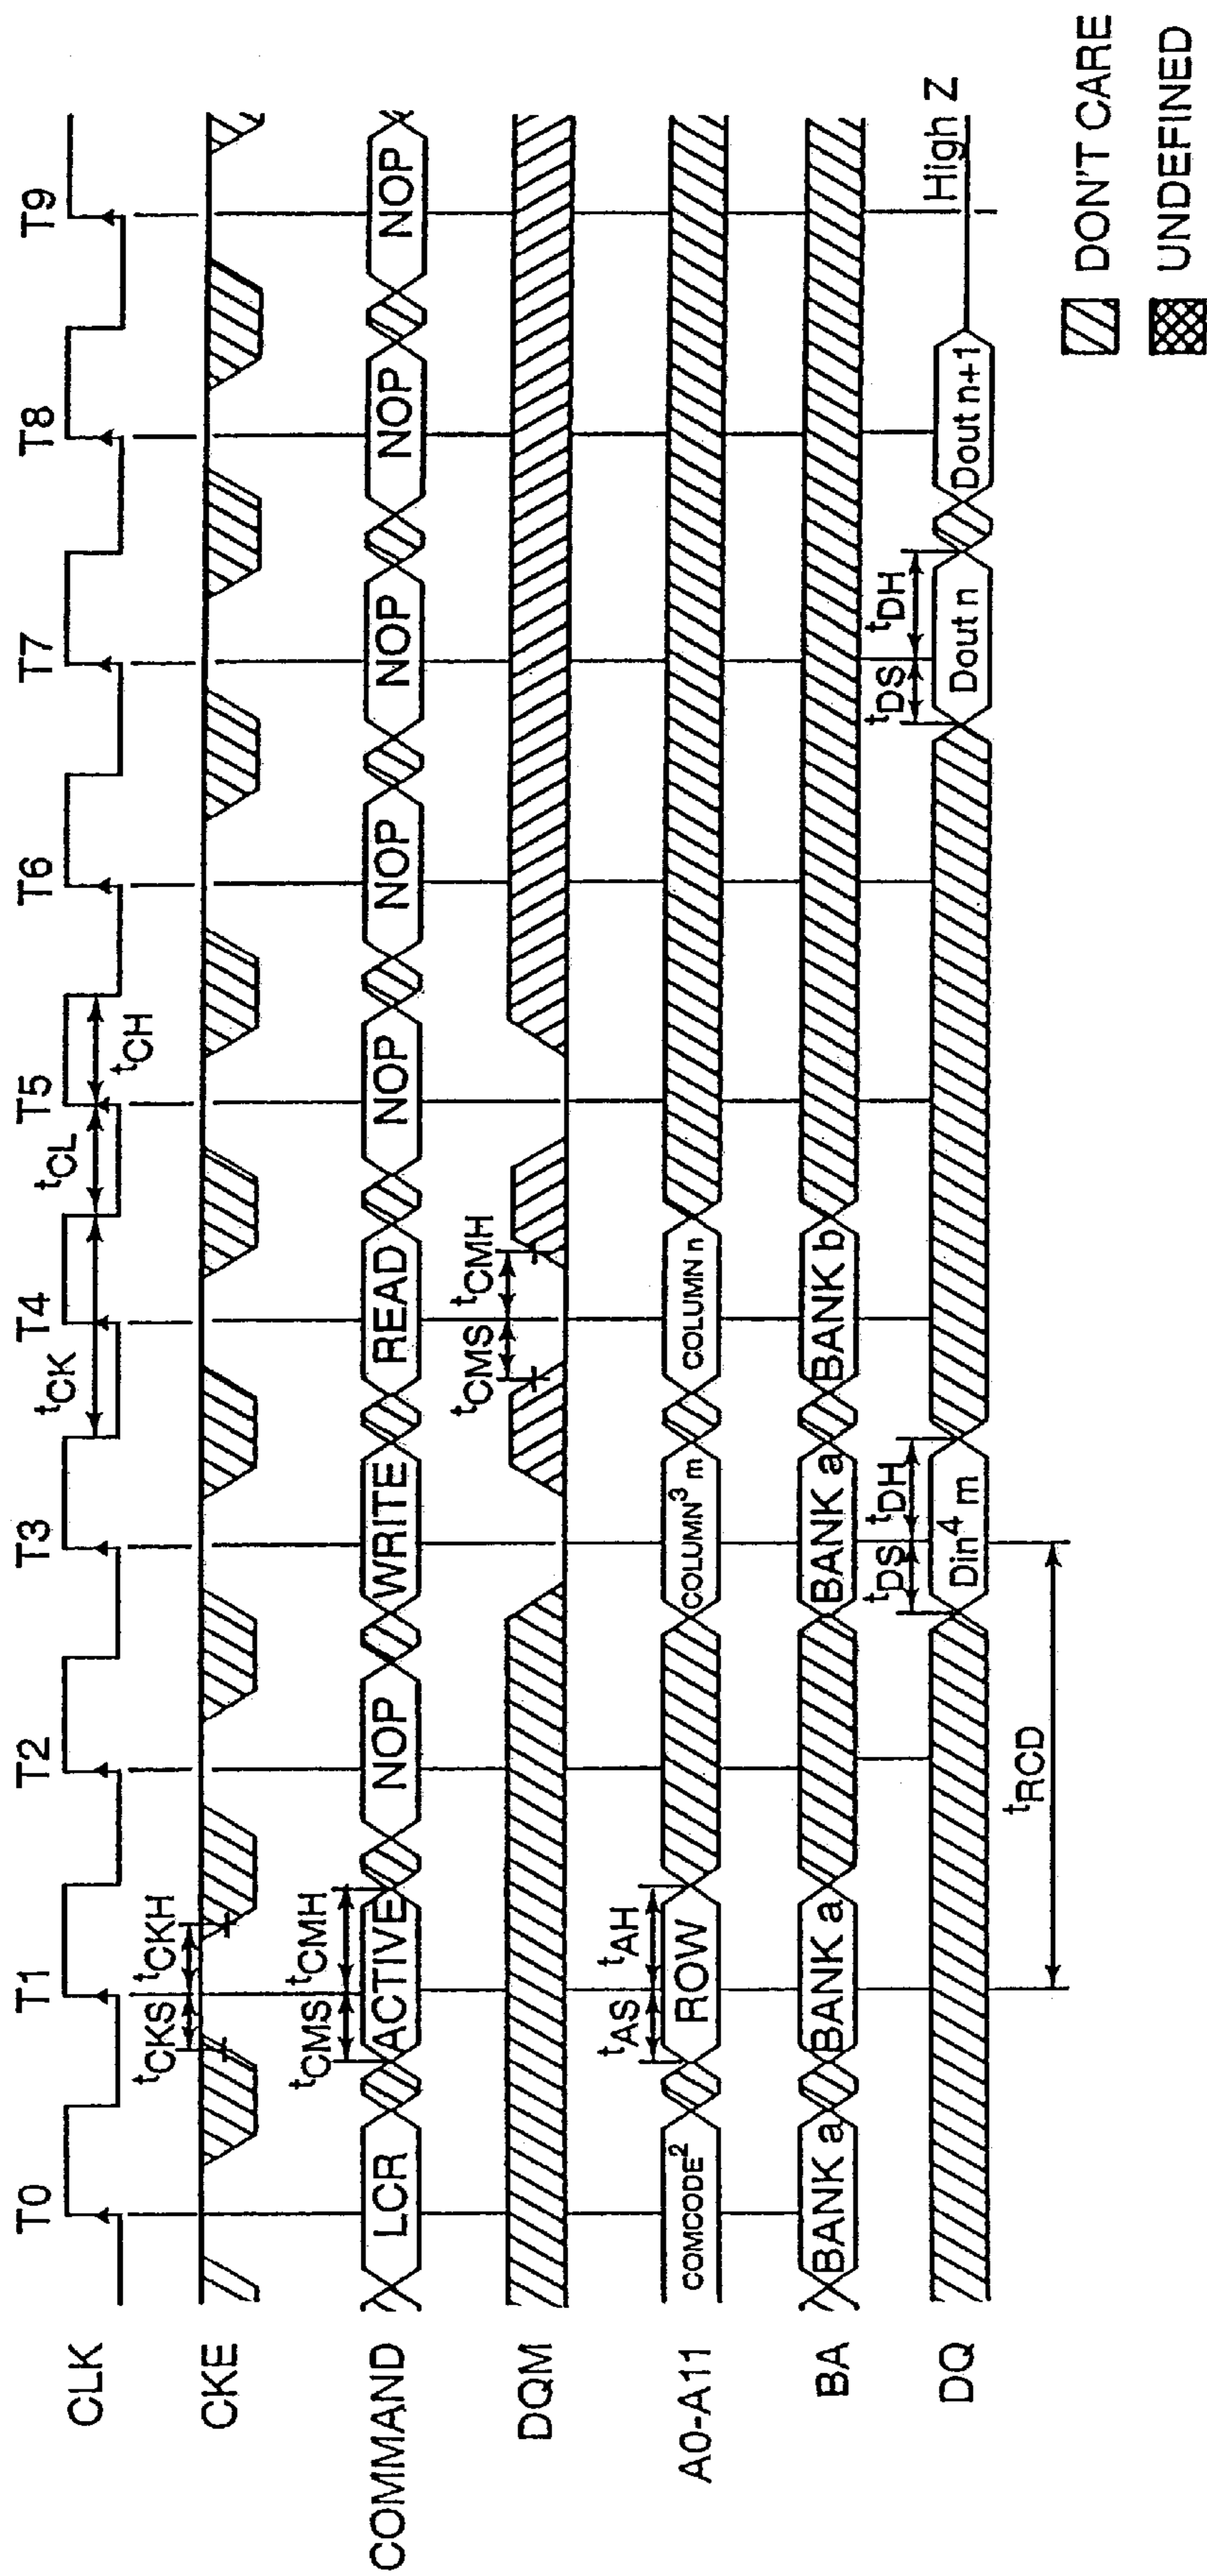 T0 T1 T2 T3 T4 T5 T6 T7 T8 T9
tCK tCL tCH
CLK
tCKS tCKH
CKE
tCMS tCMH
COMMAND LCR ACTIVE NOP WRITE READ NOP NOP NOP NOP NOP
tCMS tCMH
DQM
tAS tAH
A0-A11 COMCODE² ROW COLUMN³ m COLUMN n
BA BANK a BANK a BANK a BANK b
tDS tDH tDS tDH
DQ Din⁴ m Dout n Dout n+1 High Z
tRCD
DON'T CARE
UNDEFINED